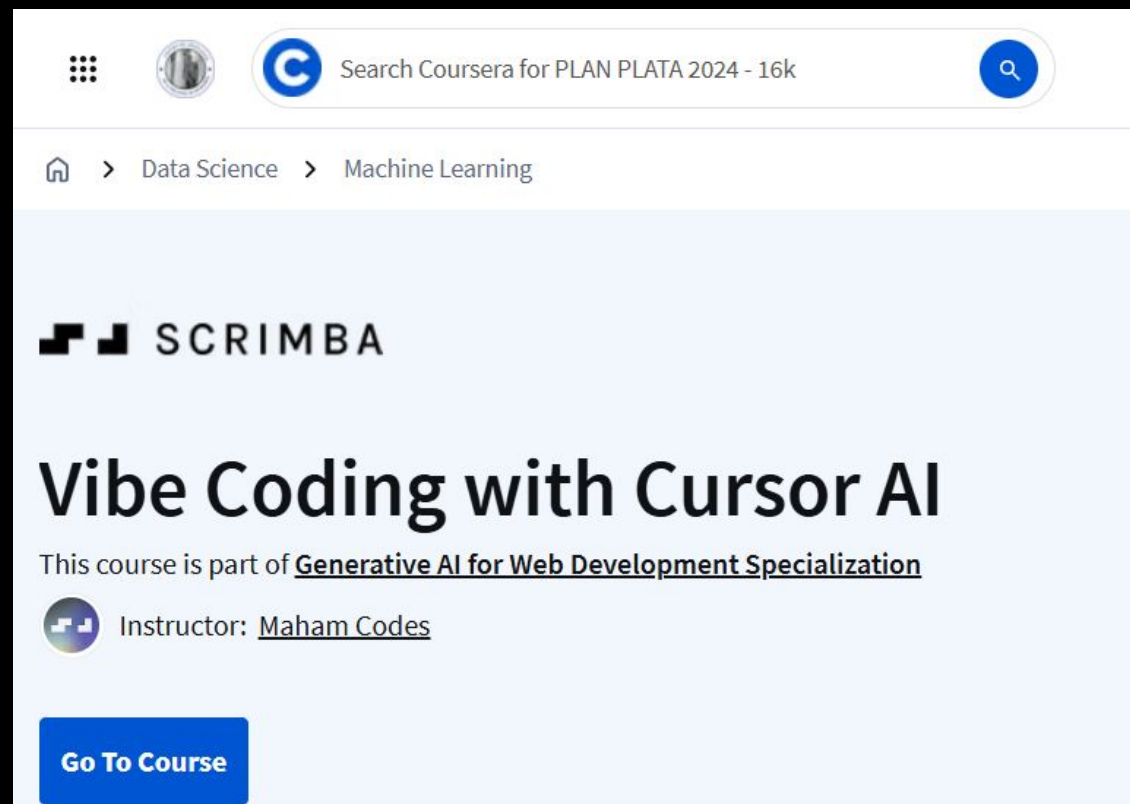 Search Coursera for PLAN PLATA 2024 - 16k
Data Science > Machine Learning
SCRIMBA
Vibe Coding with Cursor AI
This course is part of Generative AI for Web Development Specialization
Instructor: Maham Codes
Go To Course